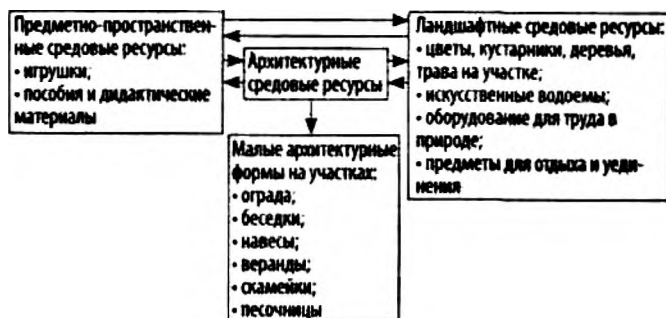 Предметно-пространствен-
ные средовые ресурсы:
• игрушки;
• пособия и дидактические
материалы
Архитектурные
средовые ресурсы
Ландшафтные средовые ресурсы:
• цветы, кустарники, деревья,
трава на участке;
• искусственные водоемы;
• оборудование для труда в
природе;
• предметы для отдыха и уеди-
нения
Малые архитектурные
формы на участках:
• ограда;
• беседки;
• навесы;
• веранды;
• скамейки;
• песочницы